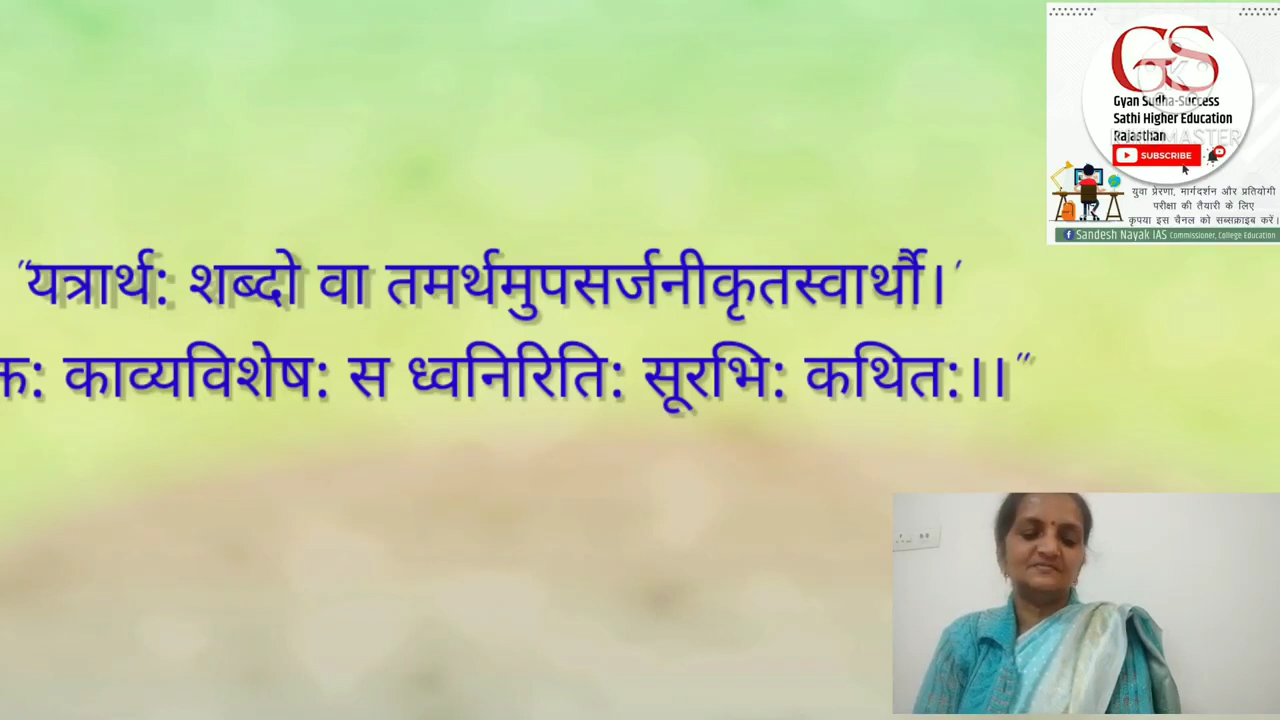 GS
Gyan Sudha-Success
Sathi Higher Education
Rajasthan
SUBSCRIBE
युवा प्रेरणा, मार्गदर्शन और प्रतियोगी
परीक्षा की तैयारी के लिए
कृपया इस चैनल को सब्सक्राइब करें।
Sandesh Nayak IAS Commissioner, College Education
"यत्रार्थ: शब्दो वा तमर्थमुपसर्जनीकृतस्वार्थौ।'
काव्यविशेष: स ध्वनिरिति: सूरभि: कथित:।।"